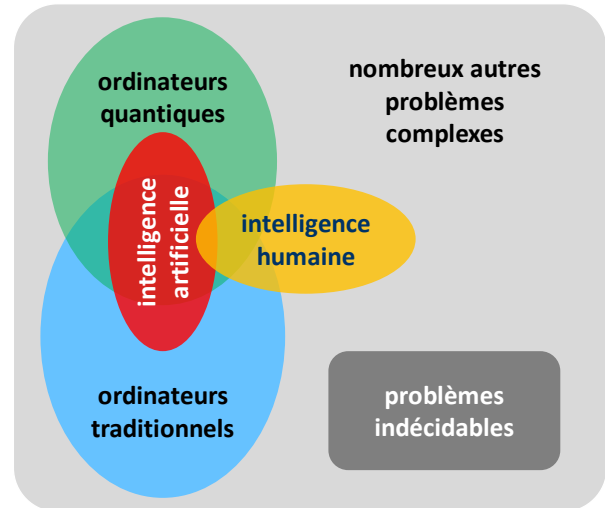 ordinateurs
quantiques
nombreux autres
problèmes
complexes
intelligence
artificielle
intelligence
humaine
ordinateurs
traditionnels
problèmes
indécidables